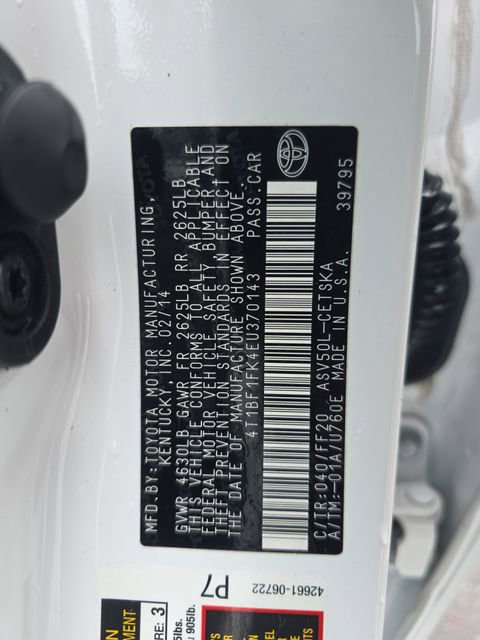 MFD. BY: TOYOTA MOTOR MANUFACTURING,
KENTUCKY, INC. 02/14
GVWR 4630LB GAWR FR 2625LB RR 2625LB
THIS VEHICLE CONFORMS TO ALL APPLICABLE
FEDERAL MOTOR VEHICLE SAFETY, BUMPER AND
THEFT PREVENTION STANDARDS IN EFFECT ON
THE DATE OF MANUFACTURE SHOWN ABOVE.
4T1BF1FK4EU370143 PASS. CAR
C/TR: 040/FF20 ASV50L-CETSKA
A/TM: -01A/U760E MADE IN U.S.A. 39795
42661-06722
P7
RE: 3
905lb.